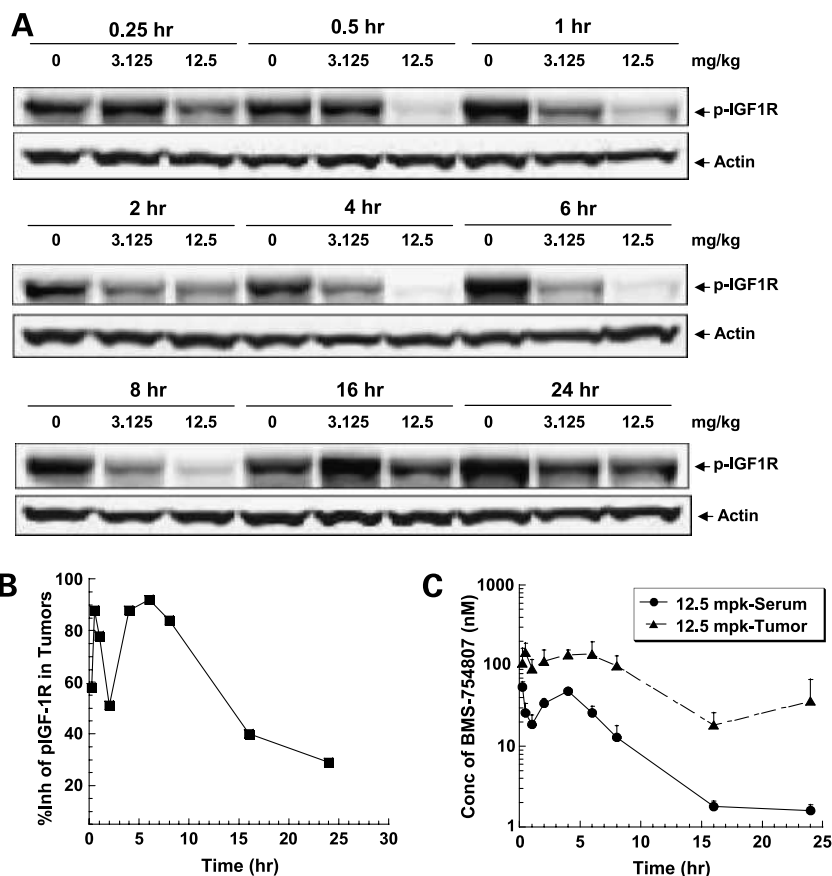 A
0.25 hr 0.5 hr 1 hr
0 3.125 12.5 0 3.125 12.5 0 3.125 12.5 mg/kg
p-IGF1R
Actin
2 hr 4 hr 6 hr
0 3.125 12.5 0 3.125 12.5 0 3.125 12.5 mg/kg
p-IGF1R
Actin
8 hr 16 hr 24 hr
0 3.125 12.5 0 3.125 12.5 0 3.125 12.5 mg/kg
p-IGF1R
Actin
B
%Inh of pIGF-1R in Tumors
100
80
60
40
20
0 5 10 15 20 25 30
Time (hr)
C
Conc of BMS-754807 (nM)
1000
100
10
1
12.5 mpk-Serum
12.5 mpk-Tumor
0 5 10 15 20 25
Time (hr)